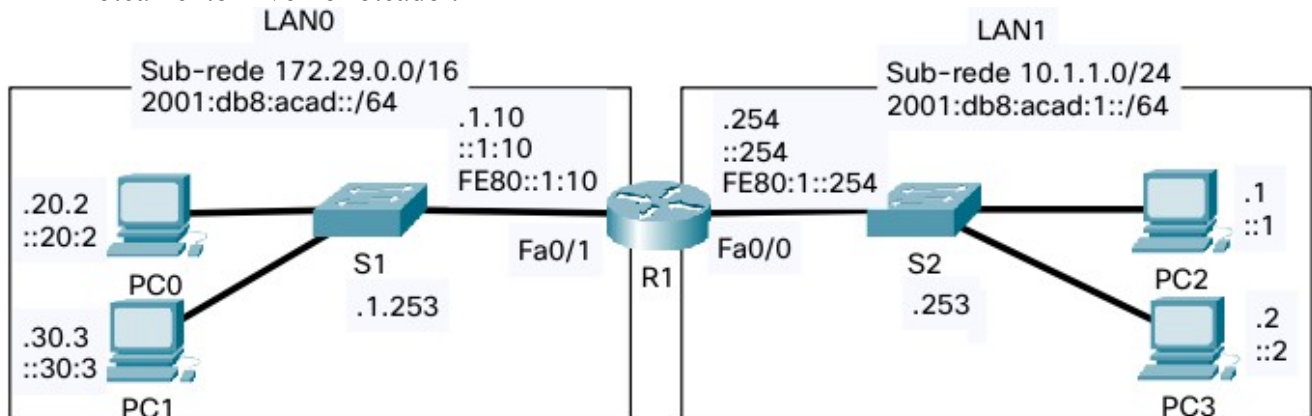 LAN0
Sub-rede 172.29.0.0/16
2001:db8:acad::/64
.1.10
::1:10
FE80::1:10
.20.2
::20:2
PC0
S1
.1.253
.30.3
::30:3
PC1
Fa0/1
R1
LAN1
Sub-rede 10.1.1.0/24
2001:db8:acad:1::/64
.254
::254
FE80:1::254
Fa0/0
S2
.253
.1
::1
PC2
.2
::2
PC3